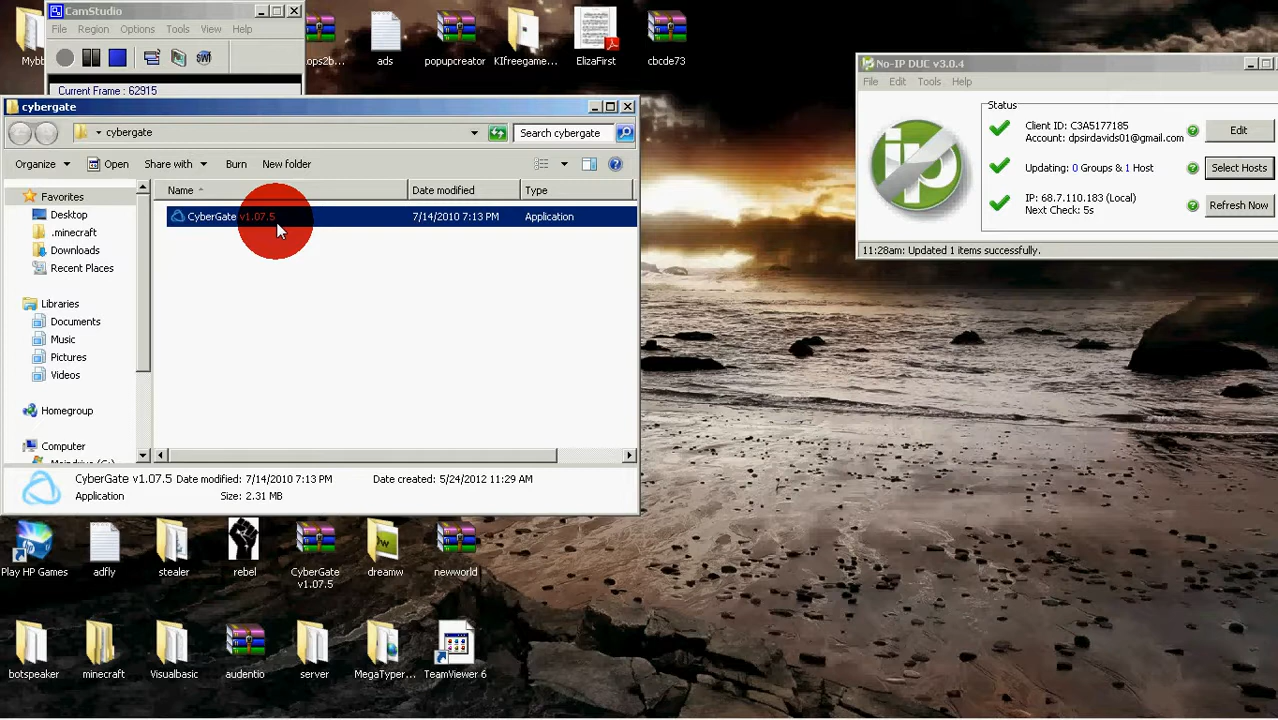 CamStudio
File Region Options Tools View Help
Current Frame : 62915
ops2b...
ads
popupcreator
KIfreegame...
ElizaFirst
cbcde73
No-IP DUC v3.0.4
File Edit Tools Help
Status
Client ID: C3A5177185
Account: dpsirdavids01@gmail.com
Edit
Updating: 0 Groups & 1 Host
Select Hosts
IP: 68.7.110.183 (Local)
Next Check: 5s
Refresh Now
11:28am: Updated 1 items successfully.
ip
cybergate
cybergate
Search cybergate
Organize Open Share with Burn New folder
Name Date modified Type
CyberGate v1.07.5 7/14/2010 7:13 PM Application
Favorites
Desktop
.minecraft
Downloads
Recent Places
Libraries
Documents
Music
Pictures
Videos
Homegroup
Computer
CyberGate v1.07.5 Date modified: 7/14/2010 7:13 PM Date created: 5/24/2012 11:29 AM
Application Size: 2.31 MB
Play HP Games
adfly
stealer
rebel
CyberGate
v1.07.5
dreamw
newworld
botspeaker
minecraft
Visualbasic
audentio
server
MegaTyper...
TeamViewer 6